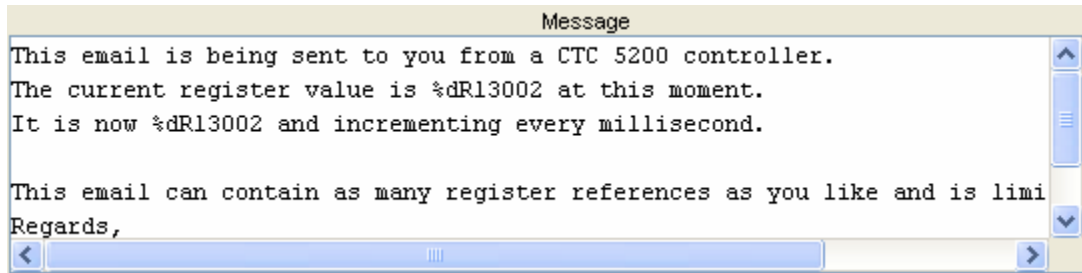 Message
This email is being sent to you from a CTC 5200 controller.
The current register value is %dR13002 at this moment.
It is now %dR13002 and incrementing every millisecond.
This email can contain as many register references as you like and is limi
Regards,